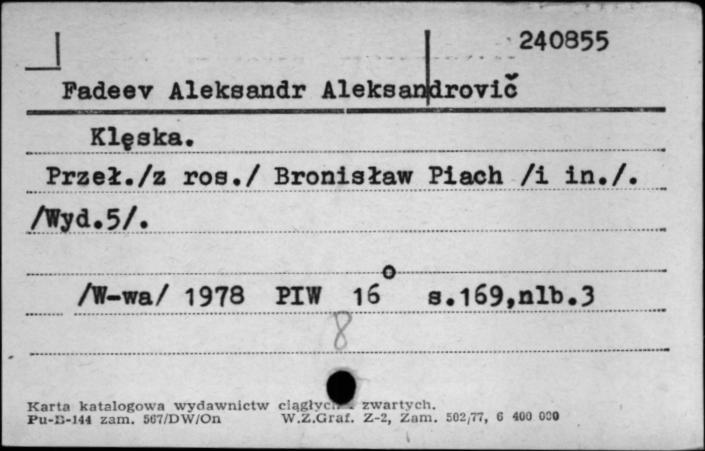 240855
Fadeev Aleksandr Aleksandrovič
Klęska.
Przeł./z ros./ Bronisław Piach /i in./.
/Wyd.5/.
/W-wa/ 1978 PIW 16° s.169,nlb.3
8
Karta katalogowa wydawnictw zwartych.
Pu-B-144 zam. 567/DW/On W.Z.Graf. Z-2, Zam. 502/77, 6 400 000